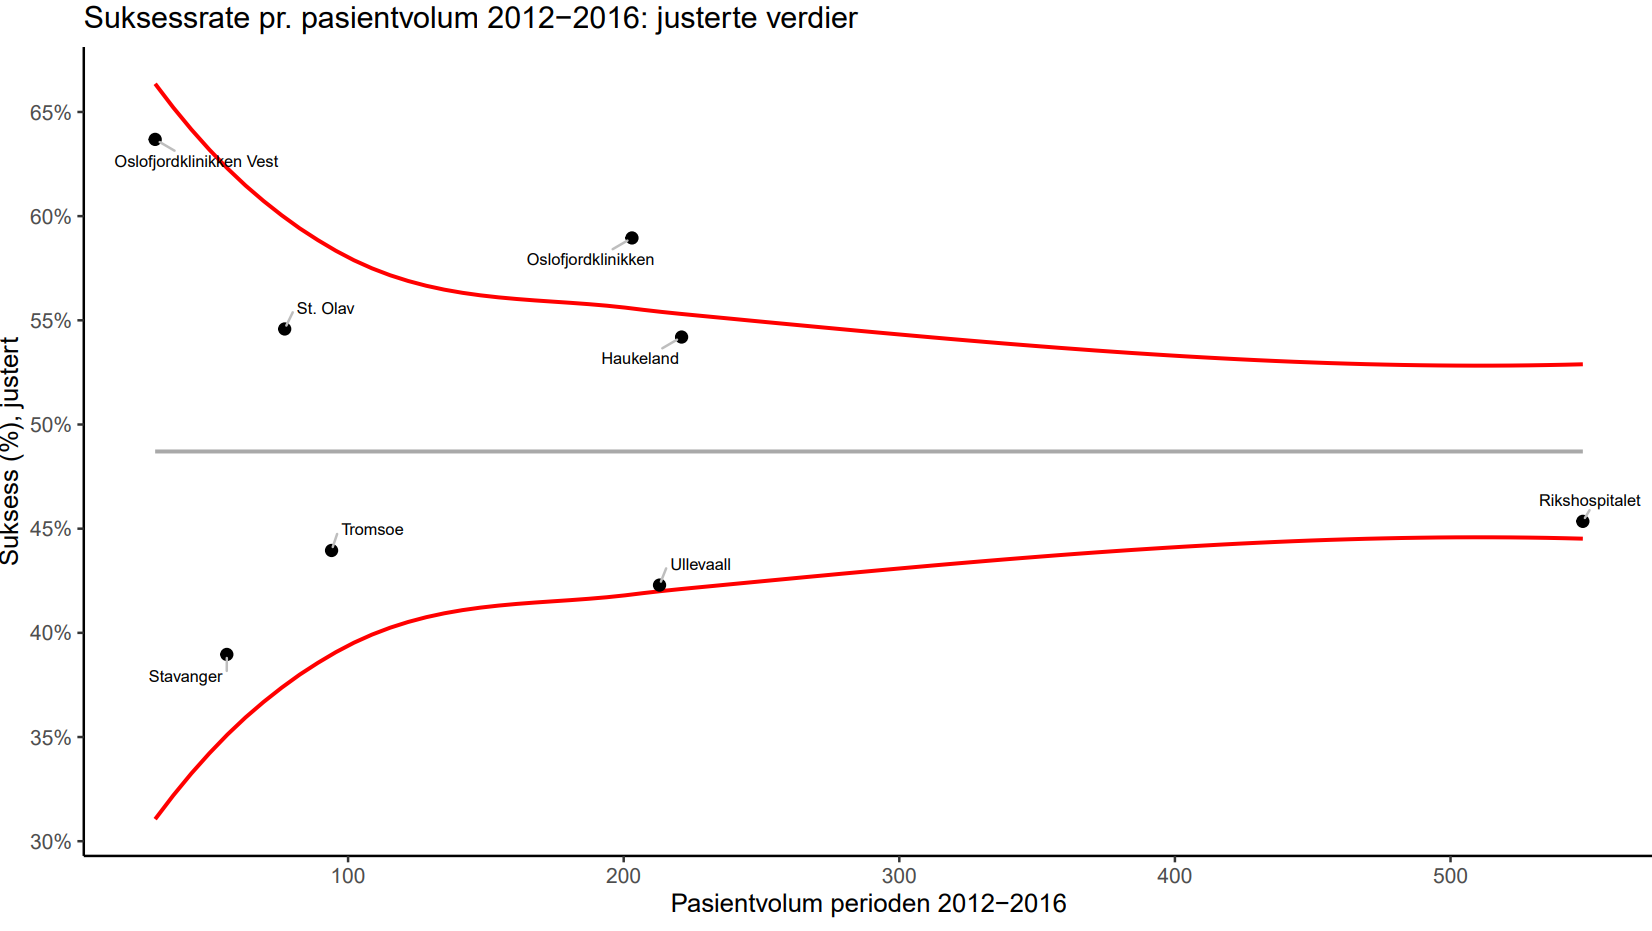 Suksessrate pr. pasientvolum 2012−2016: justerte verdier
Suksess (%), justert
65%
60%
55%
50%
45%
40%
35%
30%
Oslofjordklinikken Vest
Oslofjordklinikken
St. Olav
Haukeland
Rikshospitalet
Tromsoe
Ullevaall
Stavanger
100
200
300
400
500
Pasientvolum perioden 2012−2016